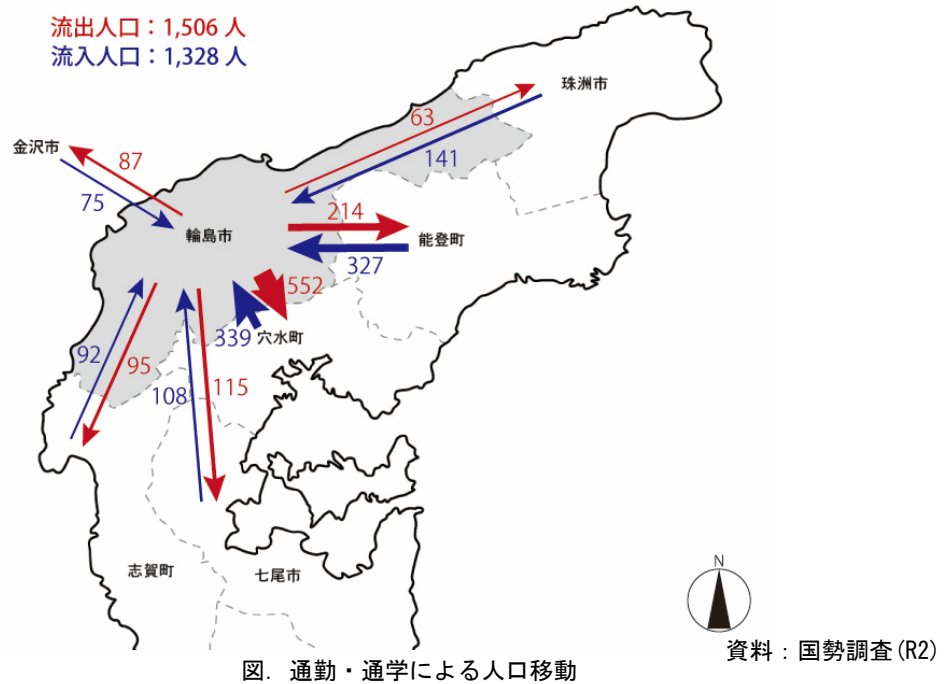 流出人口：1,506 人
流入人口：1,328 人
珠洲市
63
金沢市
87
141
75
214
輪島市
能登町
327
552
339
穴水町
92
95
108
115
志賀町
七尾市
N
資料：国勢調査(R2)
図．通勤・通学による人口移動